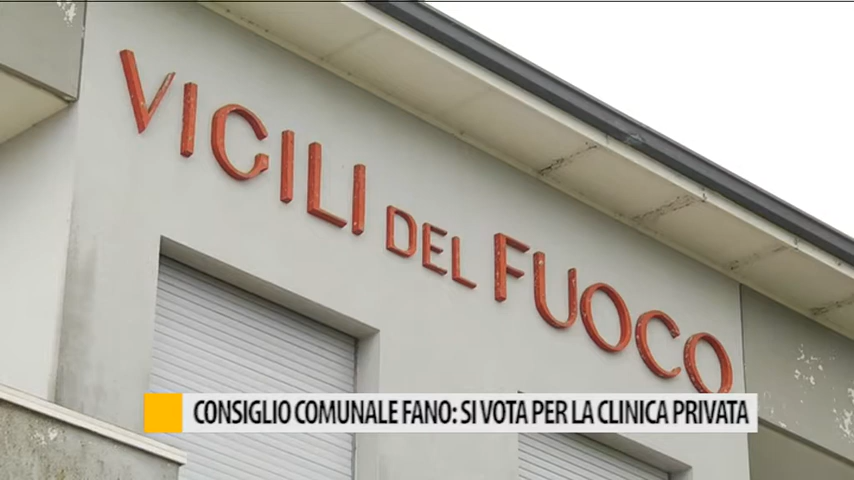 VIGILI DEL FUOCO
CONSIGLIO COMUNALE FANO: SI VOTA PER LA CLINICA PRIVATA